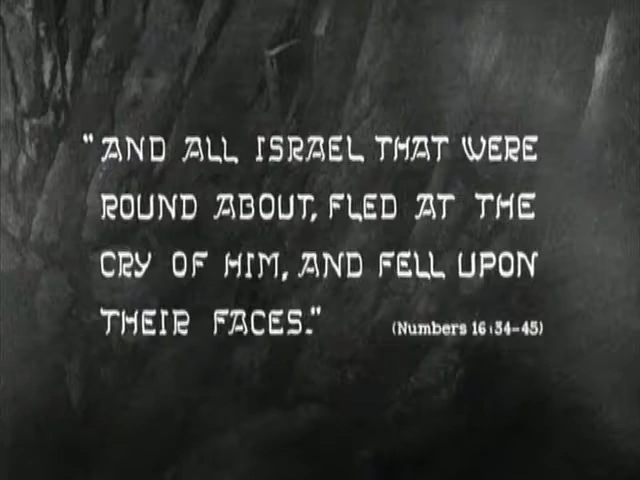 "AND ALL ISRAEL THAT WERE
ROUND ABOUT, FLED AT THE
CRY OF HIM, AND FELL UPON
THEIR FACES."
(Numbers 16:34-45)